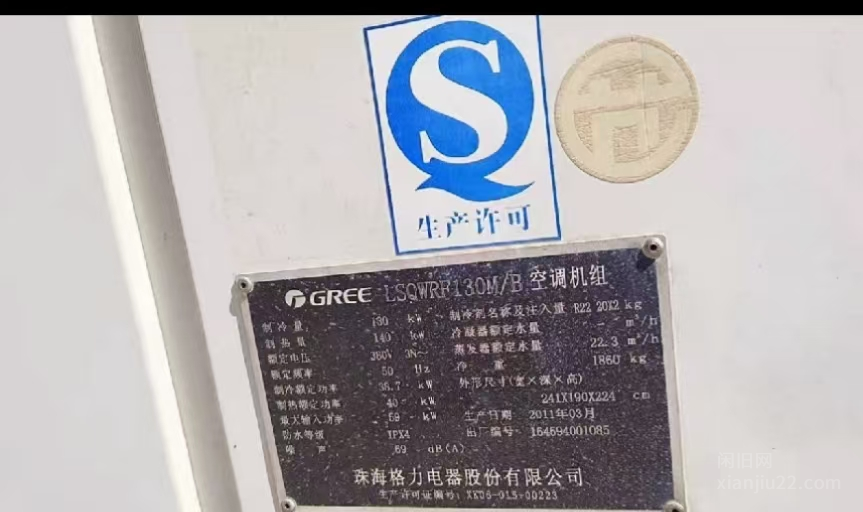 S
生产许可
GREE LSQWRF130M/B 空调机组
制冷量 130 kW
制热量 140 kW
额定电压 380V 3N~
额定频率 50 Hz
制冷额定功率 kW
制热额定功率 40 kW
最大输入功率 59 kW
防水等级 IPX4
噪声 69 dB(A)
制冷剂名称及注入量 R22 20X2 kg
冷凝器额定水量 - m³/h
蒸发器额定水量 22.3 m³/h
重 1860 kg
外形尺寸(宽×深×高)
241X190X224 cm
生产日期 2011年03月
出厂编号 154694001085
珠海格力电器股份有限公司
生产许可证编号: XK06-015-00223
闲旧网
xianjiu22.com